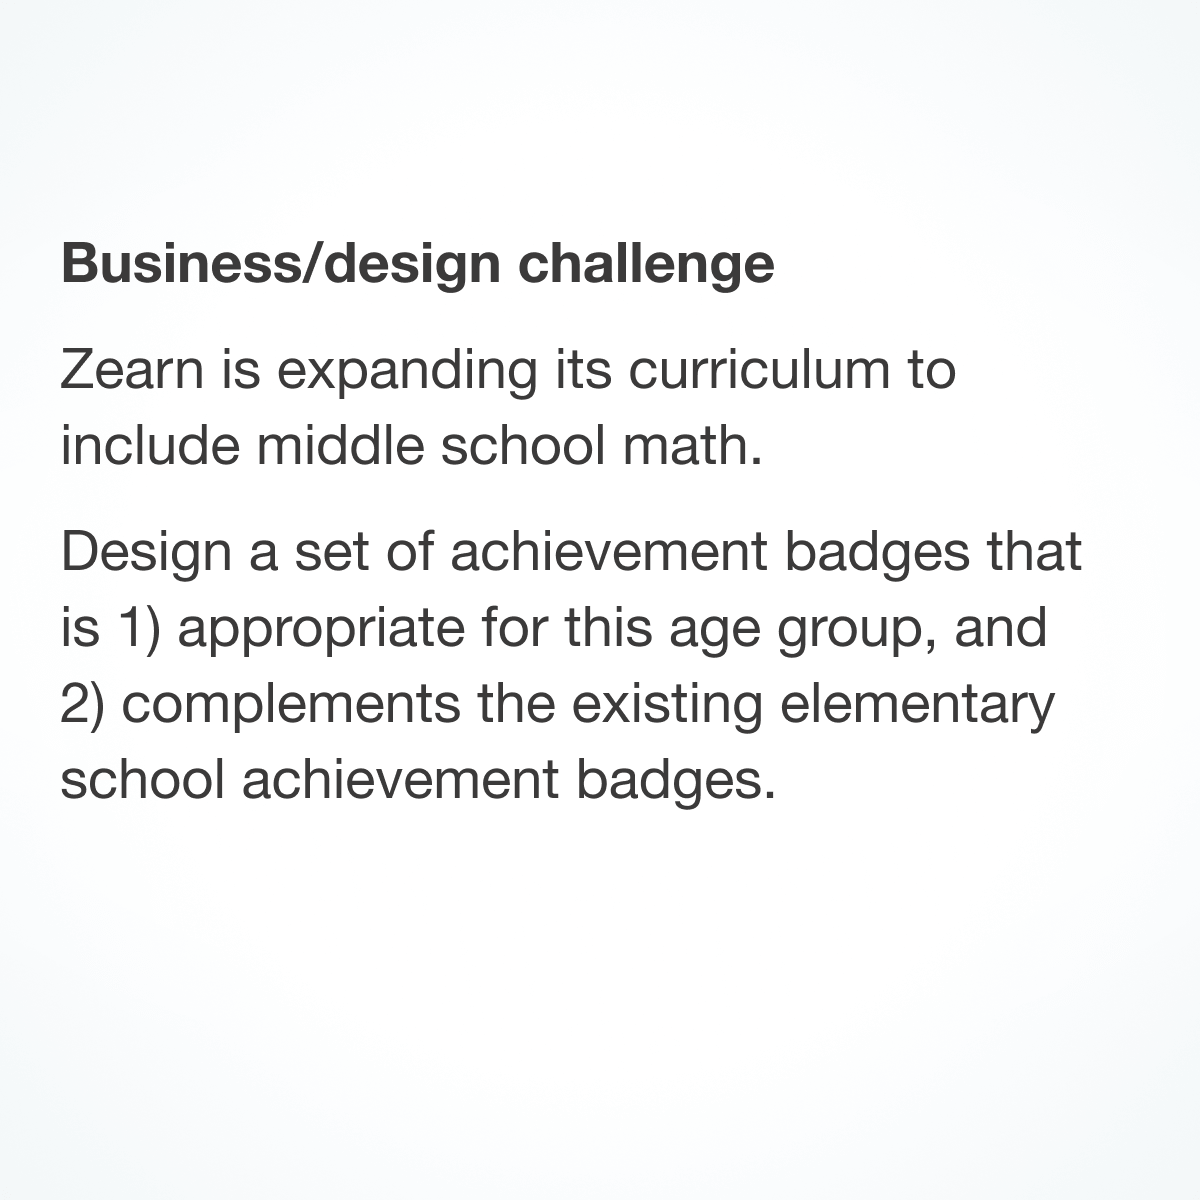 Business/design challenge
Zearn is expanding its curriculum to
include middle school math.
Design a set of achievement badges that
is 1) appropriate for this age group, and
2) complements the existing elementary
school achievement badges.